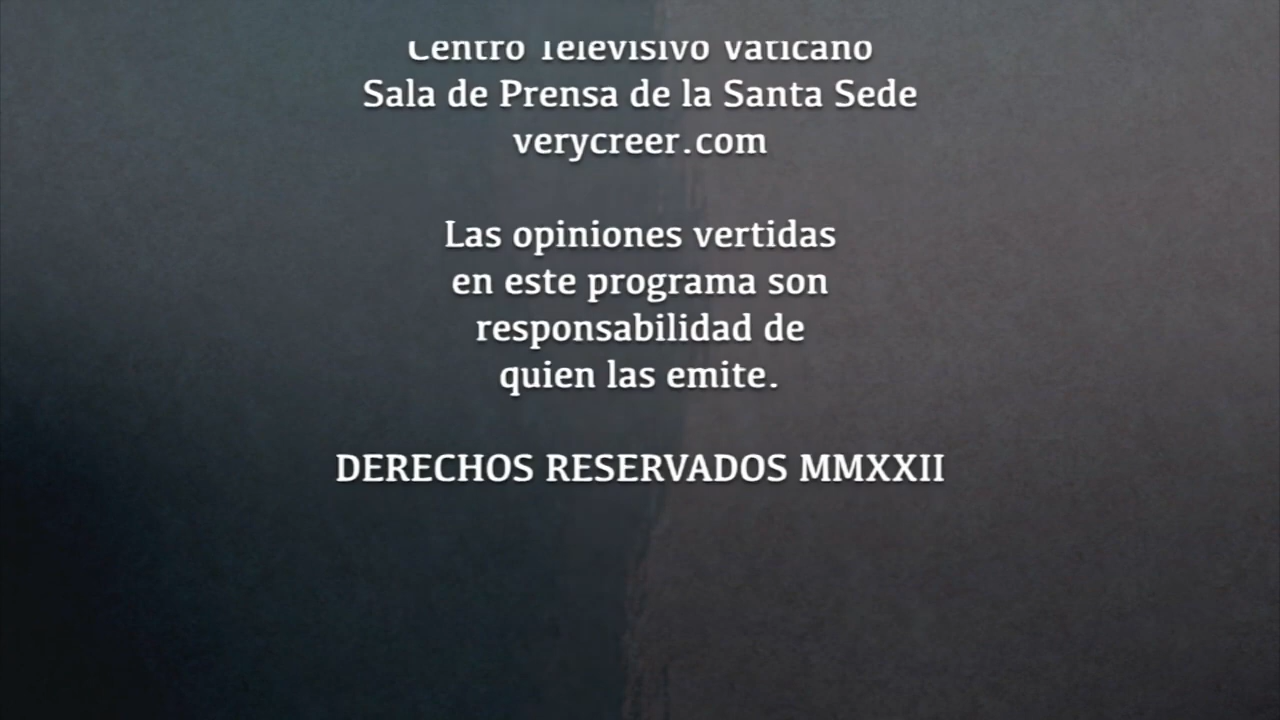 Centro Televisivo Vaticano
Sala de Prensa de la Santa Sede
verycreer.com
Las opiniones vertidas
en este programa son
responsabilidad de
quien las emite.
DERECHOS RESERVADOS MMXXII